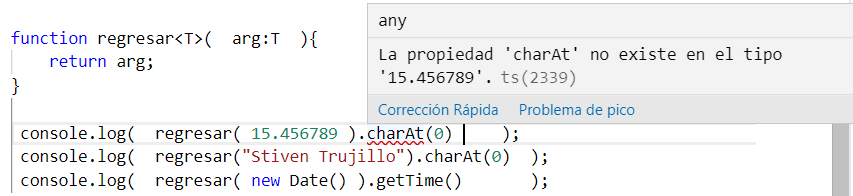 any
La propiedad 'charAt' no existe en el tipo
'15.456789'. ts(2339)
Corrección Rápida Problema de pico
function regresar<T>( arg:T ){
return arg;
}
console.log( regresar( 15.456789 ).charAt(0) );
console.log( regresar("Stiven Trujillo").charAt(0) );
console.log( regresar( new Date() ).getTime() );